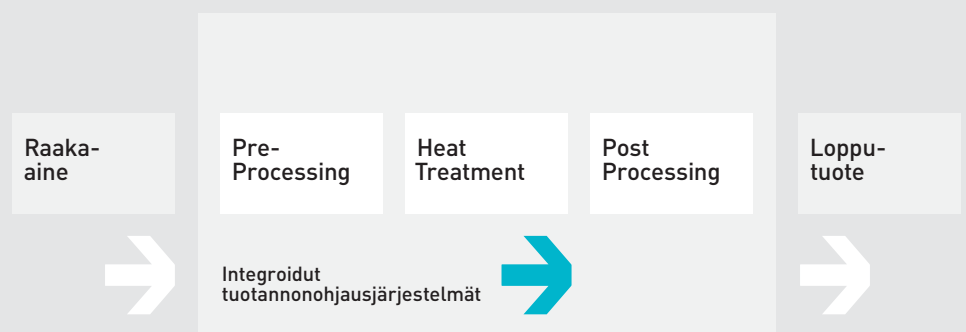 Raaka-
aine
Pre-
Processing
Heat
Treatment
Post
Processing
Loppu-
tuote
Integroidut
tuotannonohjausjärjestelmät